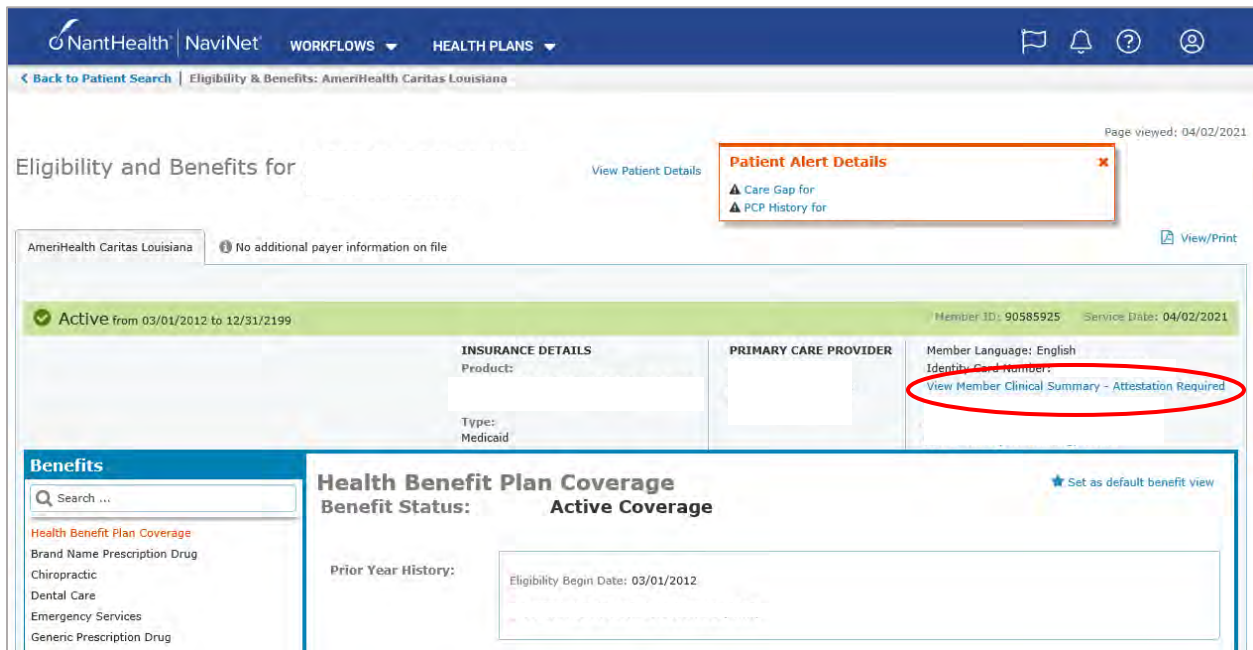 NantHealth® NaviNet® WORKFLOWS HEALTH PLANS
Back to Patient Search | Eligibility & Benefits: AmeriHealth Caritas Louisiana
Page viewed: 04/02/2021
Eligibility and Benefits for
View Patient Details
Patient Alert Details
Care Gap for
PCP History for
AmeriHealth Caritas Louisiana
No additional payer information on file
View/Print
Active from 03/01/2012 to 12/31/2199
Member ID: 90585925 Service Date: 04/02/2021
INSURANCE DETAILS
Product:
Type:
Medicaid
PRIMARY CARE PROVIDER
Member Language: English
Identity Card Number:
View Member Clinical Summary - Attestation Required
Benefits
Search ...
Health Benefit Plan Coverage
Brand Name Prescription Drug
Chiropractic
Dental Care
Emergency Services
Generic Prescription Drug
Health Benefit Plan Coverage
Set as default benefit view
Benefit Status: Active Coverage
Prior Year History:
Eligibility Begin Date: 03/01/2012